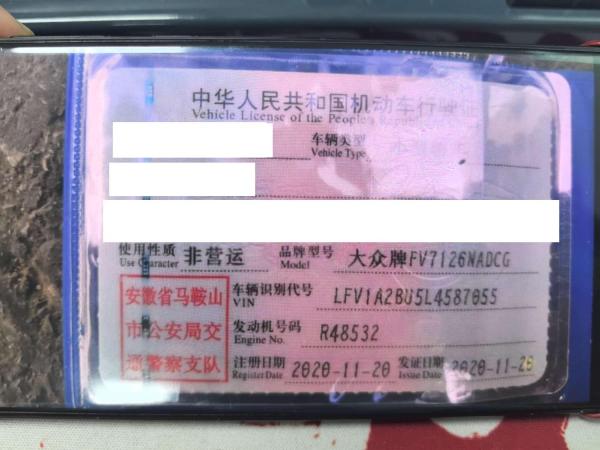 中华人民共和国机动车行驶证
Vehicle License of the People's Republic
车辆类型
Vehicle Type
使用性质 非营运 品牌型号 大众牌FV7126NADCG
Use Character Model
安徽省马鞍山
市公安局交
通警察支队
车辆识别代号 LFV1A2BU5L4587055
VIN
发动机号码 R48532
Engine No.
注册日期 2020-11-20 发证日期 2020-11-20
Register Date Issue Date